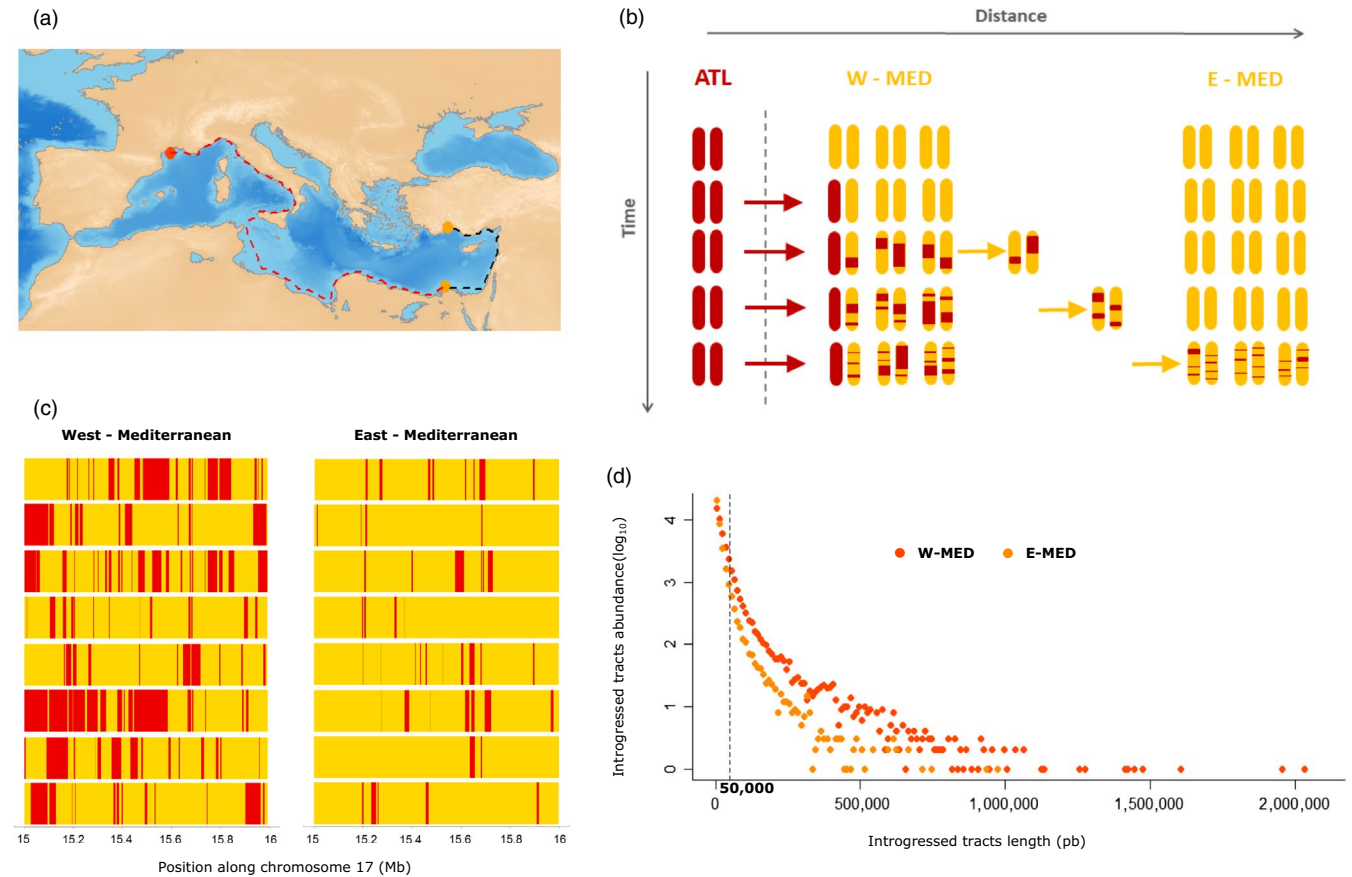 (a)
(b)
Distance
Time
ATL
W - MED
E - MED
(c)
West - Mediterranean
East - Mediterranean
15
15.2
15.4
15.6
15.8
16
15
15.2
15.4
15.6
15.8
16
Position along chromosome 17 (Mb)
(d)
Introgressed tracts abundance(log10)
4
3
2
1
0
W-MED
E-MED
0
50,000
500,000
1,000,000
1,500,000
2,000,000
Introgressed tracts length (pb)